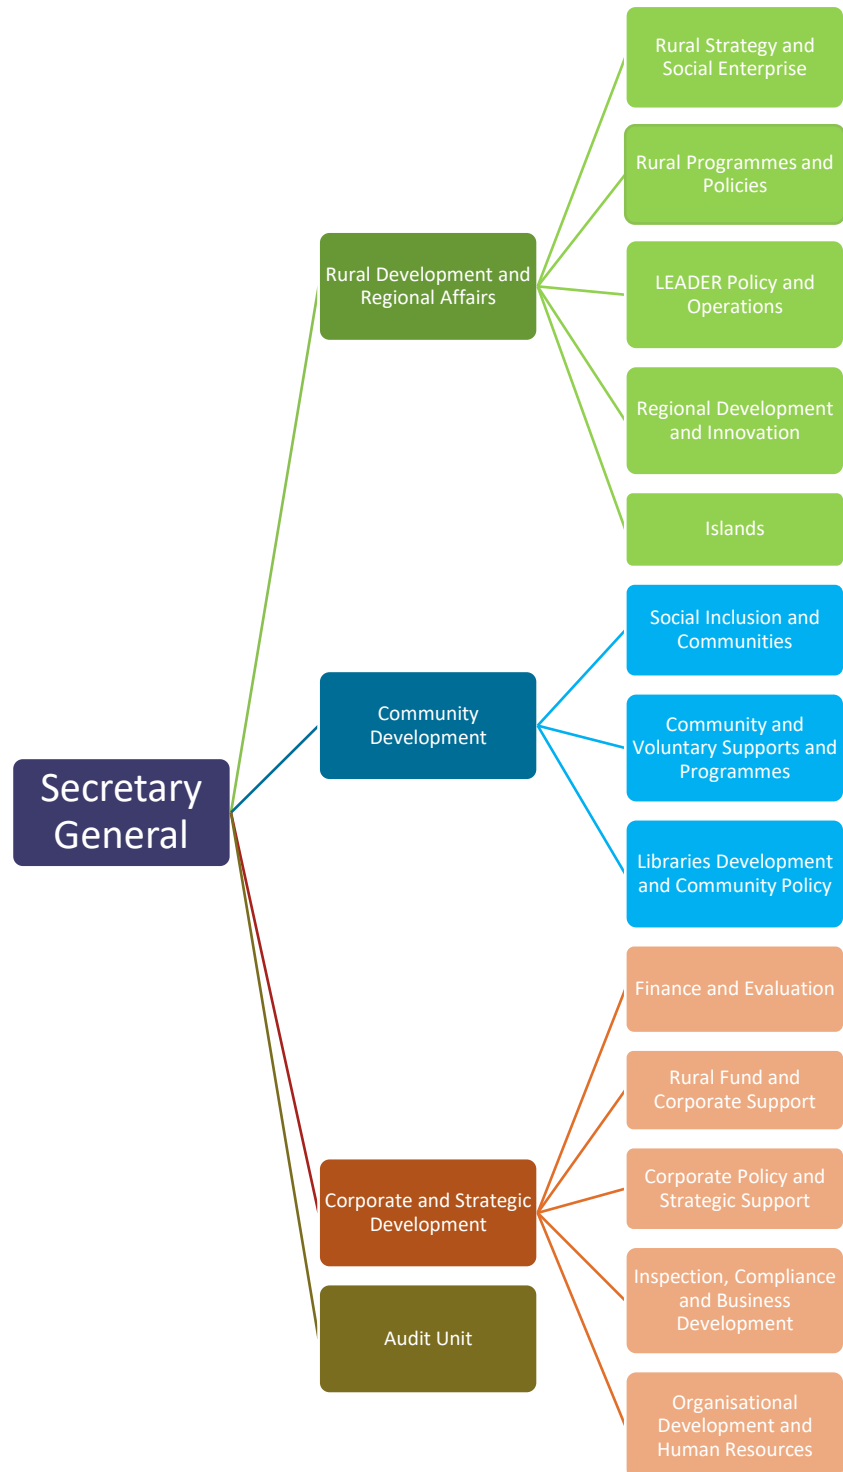 Secretary
General
Rural Development and
Regional Affairs
Rural Strategy and
Social Enterprise
Rural Programmes and
Policies
LEADER Policy and
Operations
Regional Development
and Innovation
Islands
Community
Development
Social Inclusion and
Communities
Community and
Voluntary Supports and
Programmes
Libraries Development
and Community Policy
Corporate and Strategic
Development
Finance and Evaluation
Rural Fund and
Corporate Support
Corporate Policy and
Strategic Support
Inspection, Compliance
and Business
Development
Organisational
Development and
Human Resources
Audit Unit